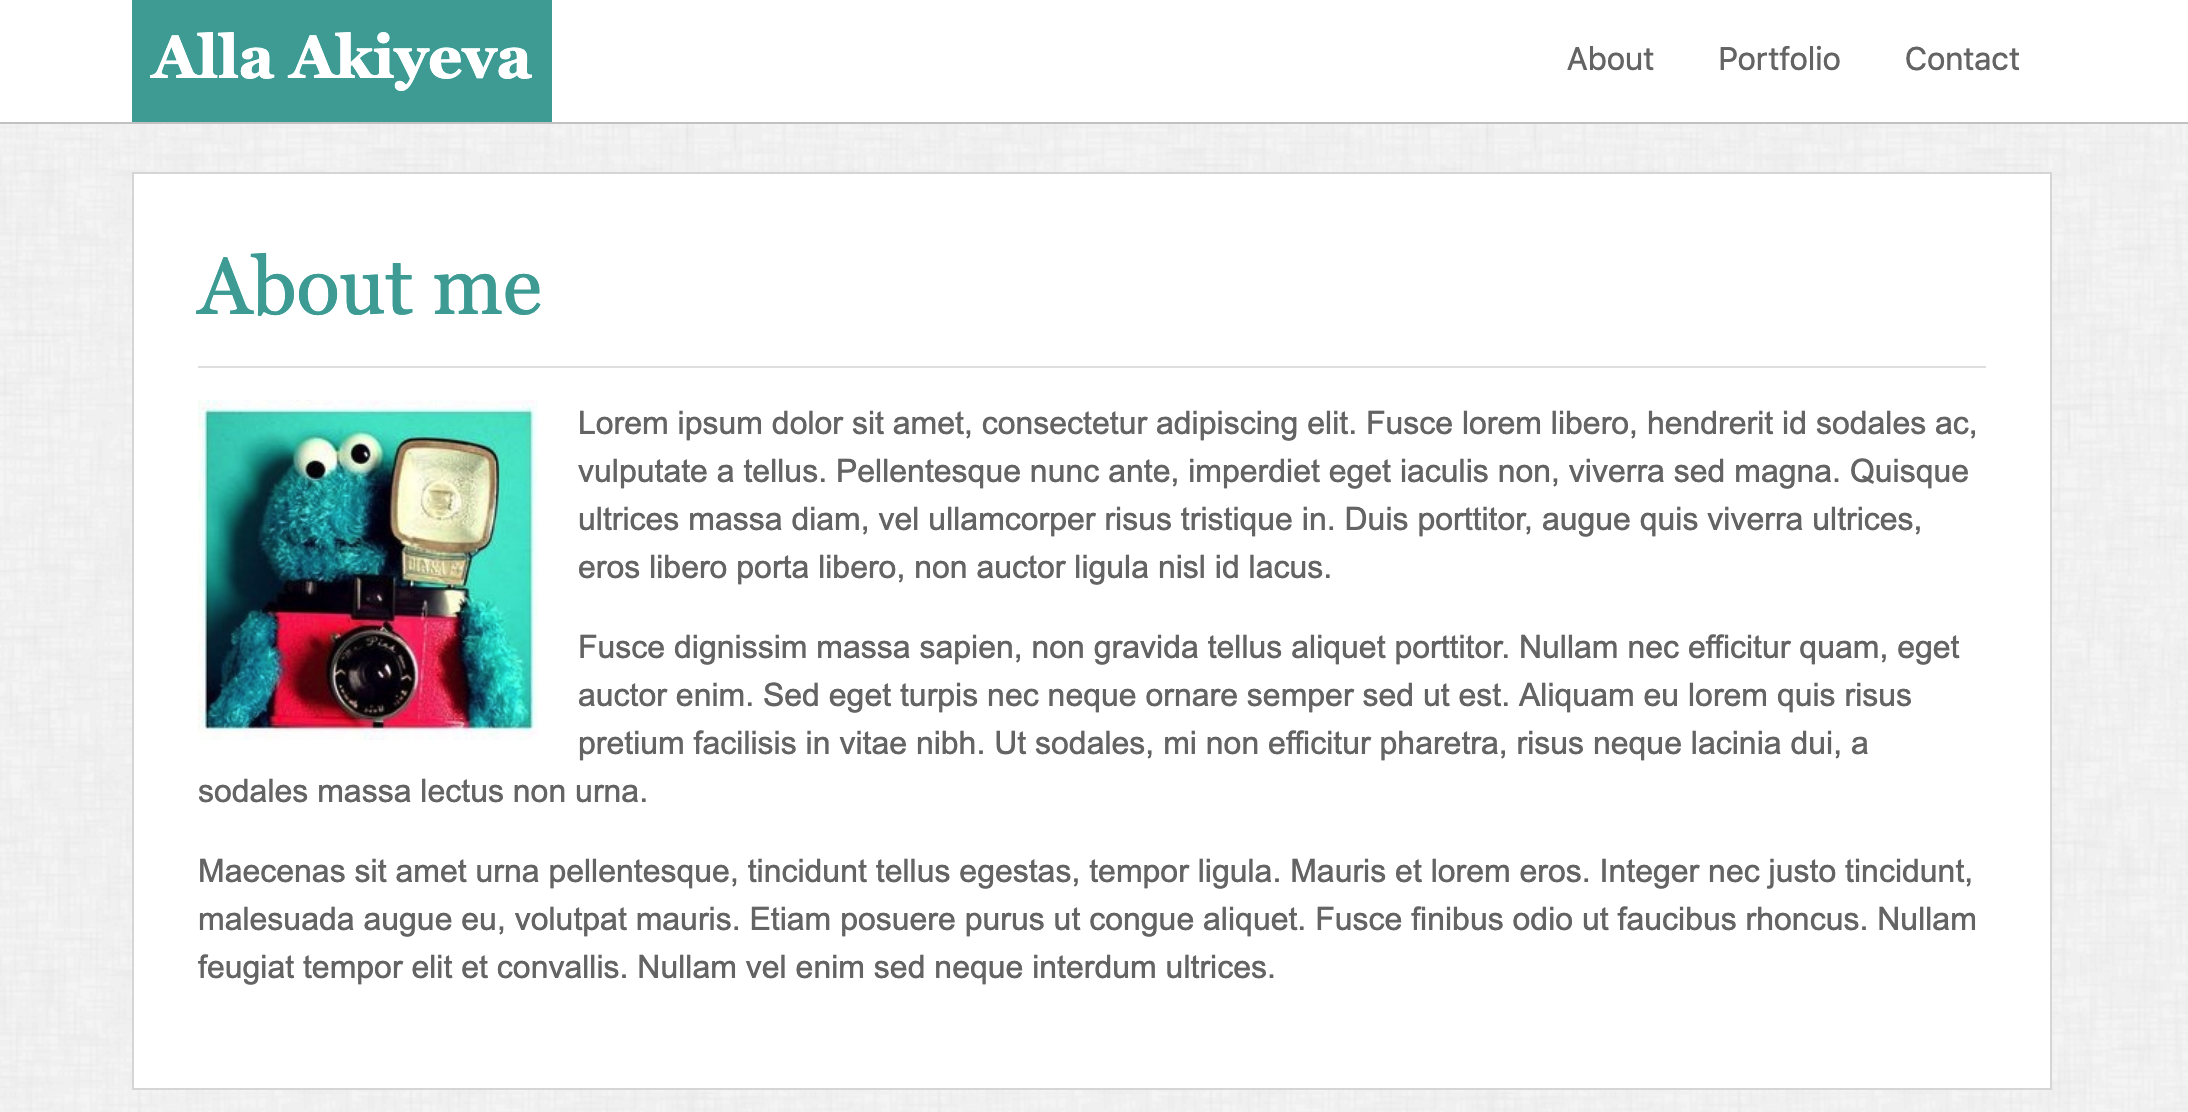 Alla Akiyeva
About Portfolio Contact
About me
Lorem ipsum dolor sit amet, consectetur adipiscing elit. Fusce lorem libero, hendrerit id sodales ac,
vulputate a tellus. Pellentesque nunc ante, imperdiet eget iaculis non, viverra sed magna. Quisque
ultrices massa diam, vel ullamcorper risus tristique in. Duis porttitor, augue quis viverra ultrices,
eros libero porta libero, non auctor ligula nisl id lacus.
Fusce dignissim massa sapien, non gravida tellus aliquet porttitor. Nullam nec efficitur quam, eget
auctor enim. Sed eget turpis nec neque ornare semper sed ut est. Aliquam eu lorem quis risus
pretium facilisis in vitae nibh. Ut sodales, mi non efficitur pharetra, risus neque lacinia dui, a
sodales massa lectus non urna.
Maecenas sit amet urna pellentesque, tincidunt tellus egestas, tempor ligula. Mauris et lorem eros. Integer nec justo tincidunt,
malesuada augue eu, volutpat mauris. Etiam posuere purus ut congue aliquet. Fusce finibus odio ut faucibus rhoncus. Nullam
feugiat tempor elit et convallis. Nullam vel enim sed neque interdum ultrices.